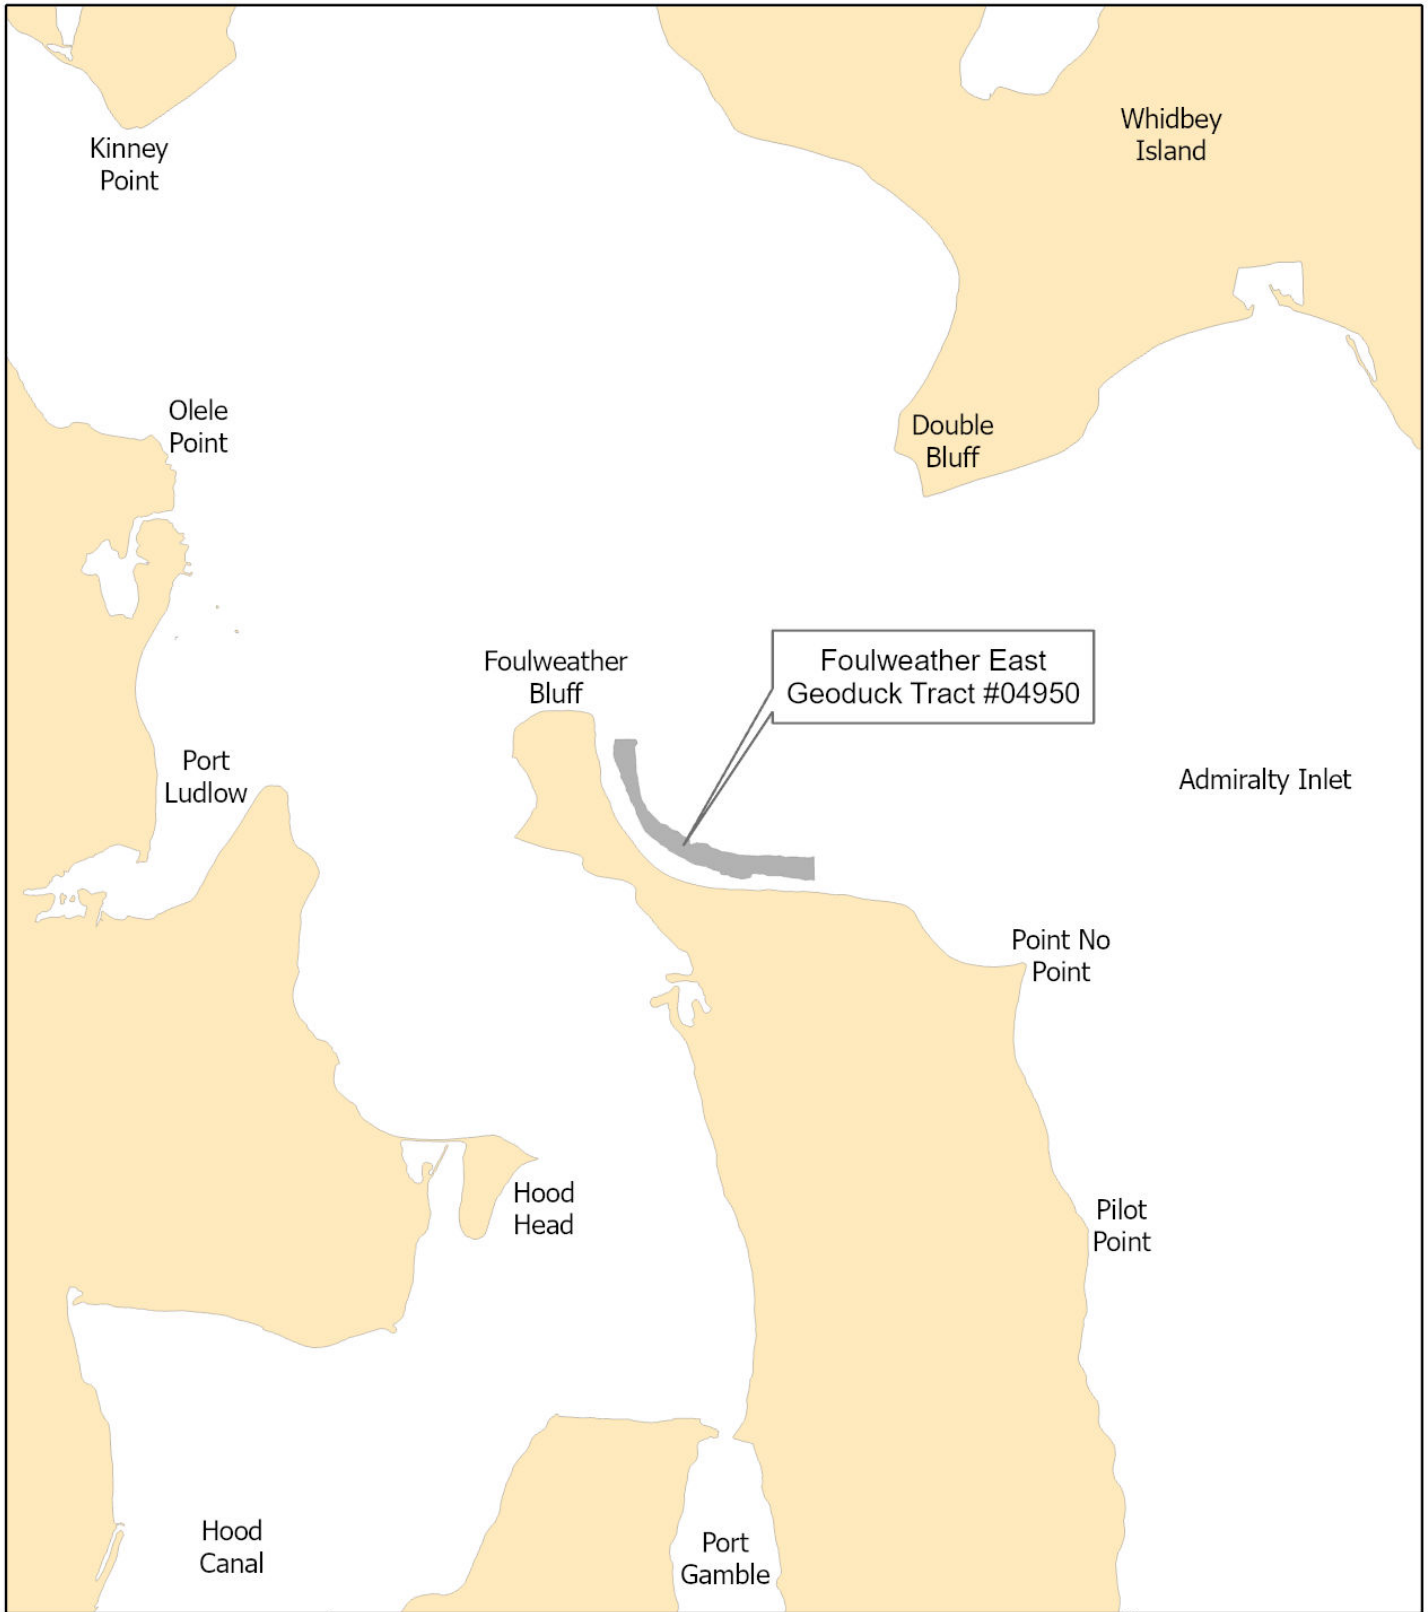 Whidbey
Island
Kinney
Point
Olele
Point
Double
Bluff
Foulweather
Bluff
Foulweather East
Geoduck Tract #04950
Port
Ludlow
Admiralty Inlet
Point No
Point
Hood
Head
Pilot
Point
Hood
Canal
Port
Gamble